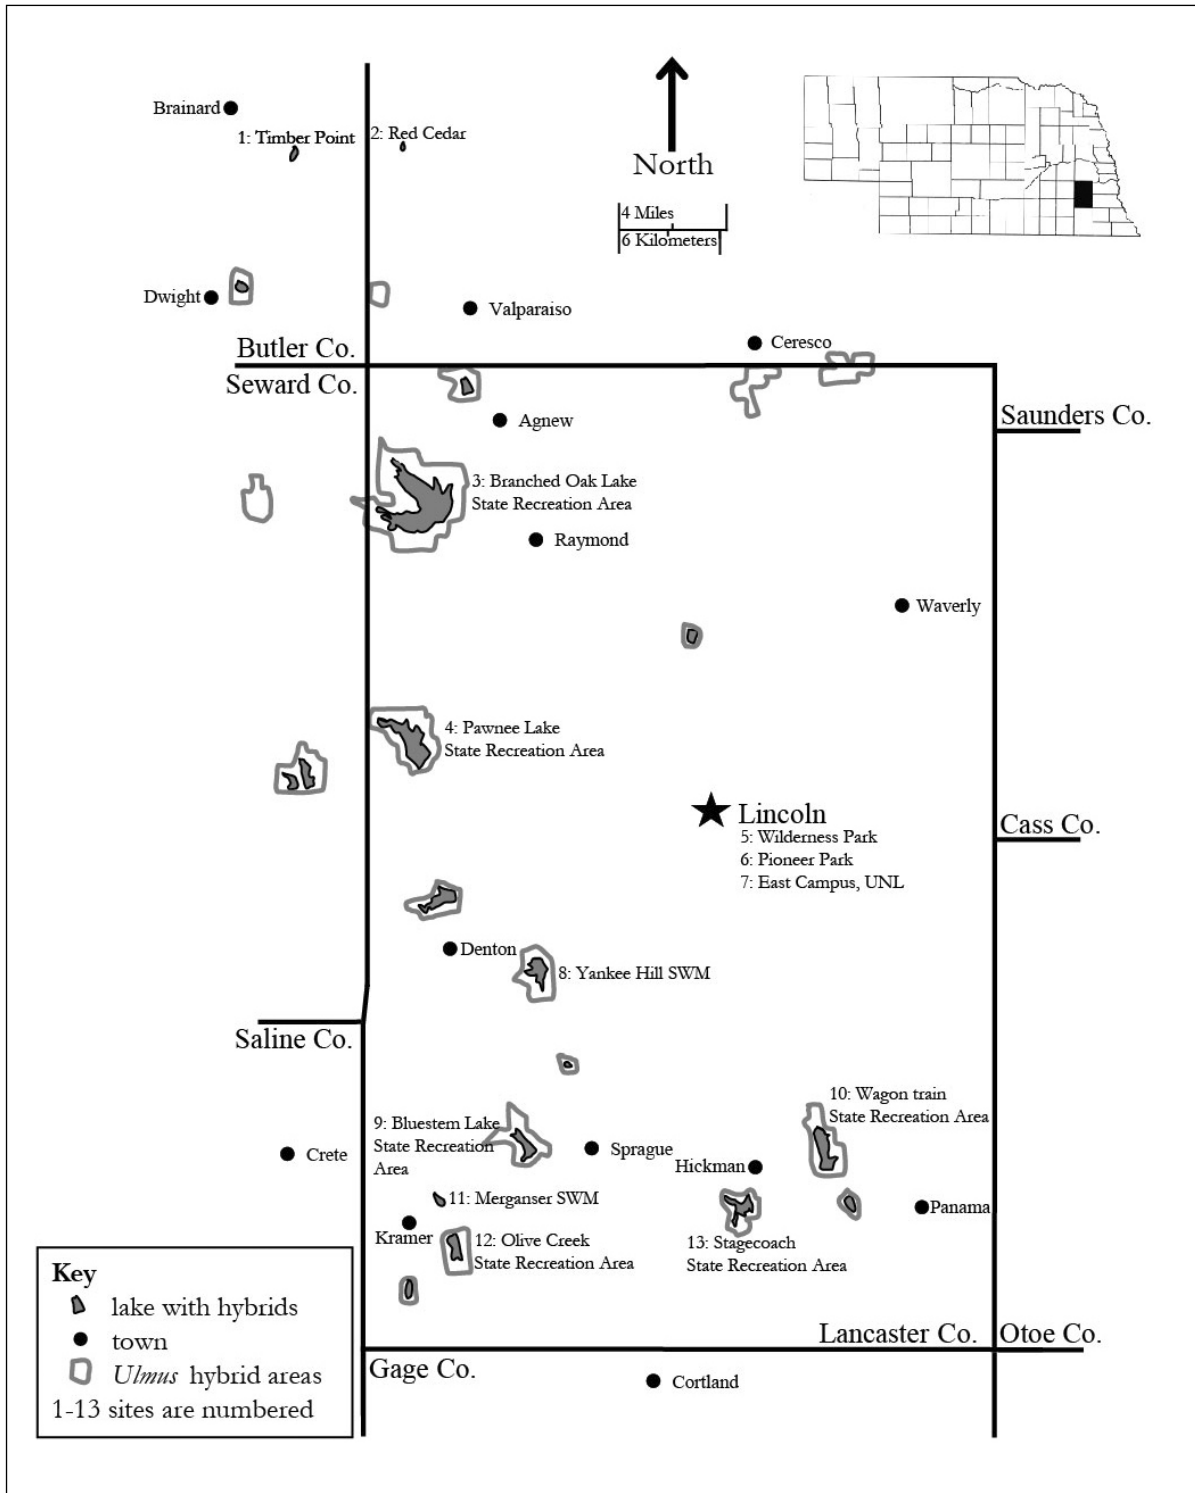 Brainard
1: Timber Point
2: Red Cedar
North
4 Miles
6 Kilometers
Dwight
Valparaiso
Ceresco
Butler Co.
Seward Co.
Saunders Co.
Agnew
3: Branched Oak Lake
State Recreation Area
Raymond
Waverly
4: Pawnee Lake
State Recreation Area
Lincoln
5: Wilderness Park
6: Pioneer Park
7: East Campus, UNL
Cass Co.
Denton
8: Yankee Hill SWM
Saline Co.
10: Wagon train
State Recreation Area
9: Bluestem Lake
State Recreation
Area
Crete
Sprague
Hickman
11: Merganser SWM
Panama
Kramer
12: Olive Creek
State Recreation Area
13: Stagecoach
State Recreation Area
Key
lake with hybrids
town
Ulmus hybrid areas
1-13 sites are numbered
Lancaster Co.
Otoe Co.
Gage Co.
Cortland